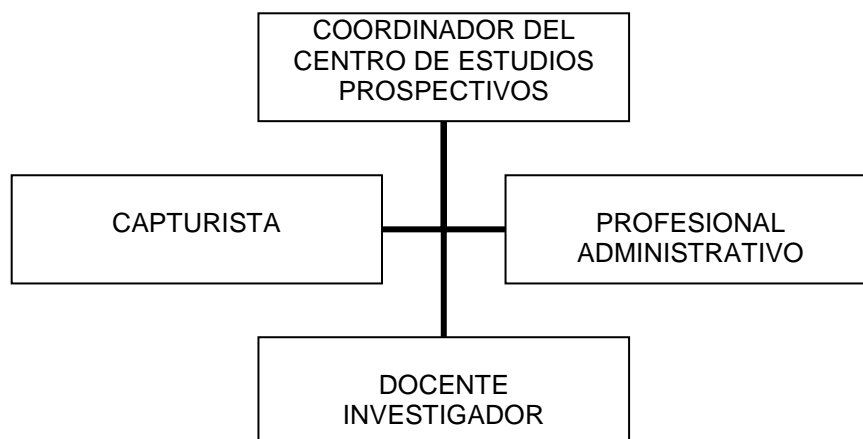 COORDINADOR DEL
CENTRO DE ESTUDIOS
PROSPECTIVOS
CAPTURISTA
PROFESIONAL
ADMINISTRATIVO
DOCENTE
INVESTIGADOR